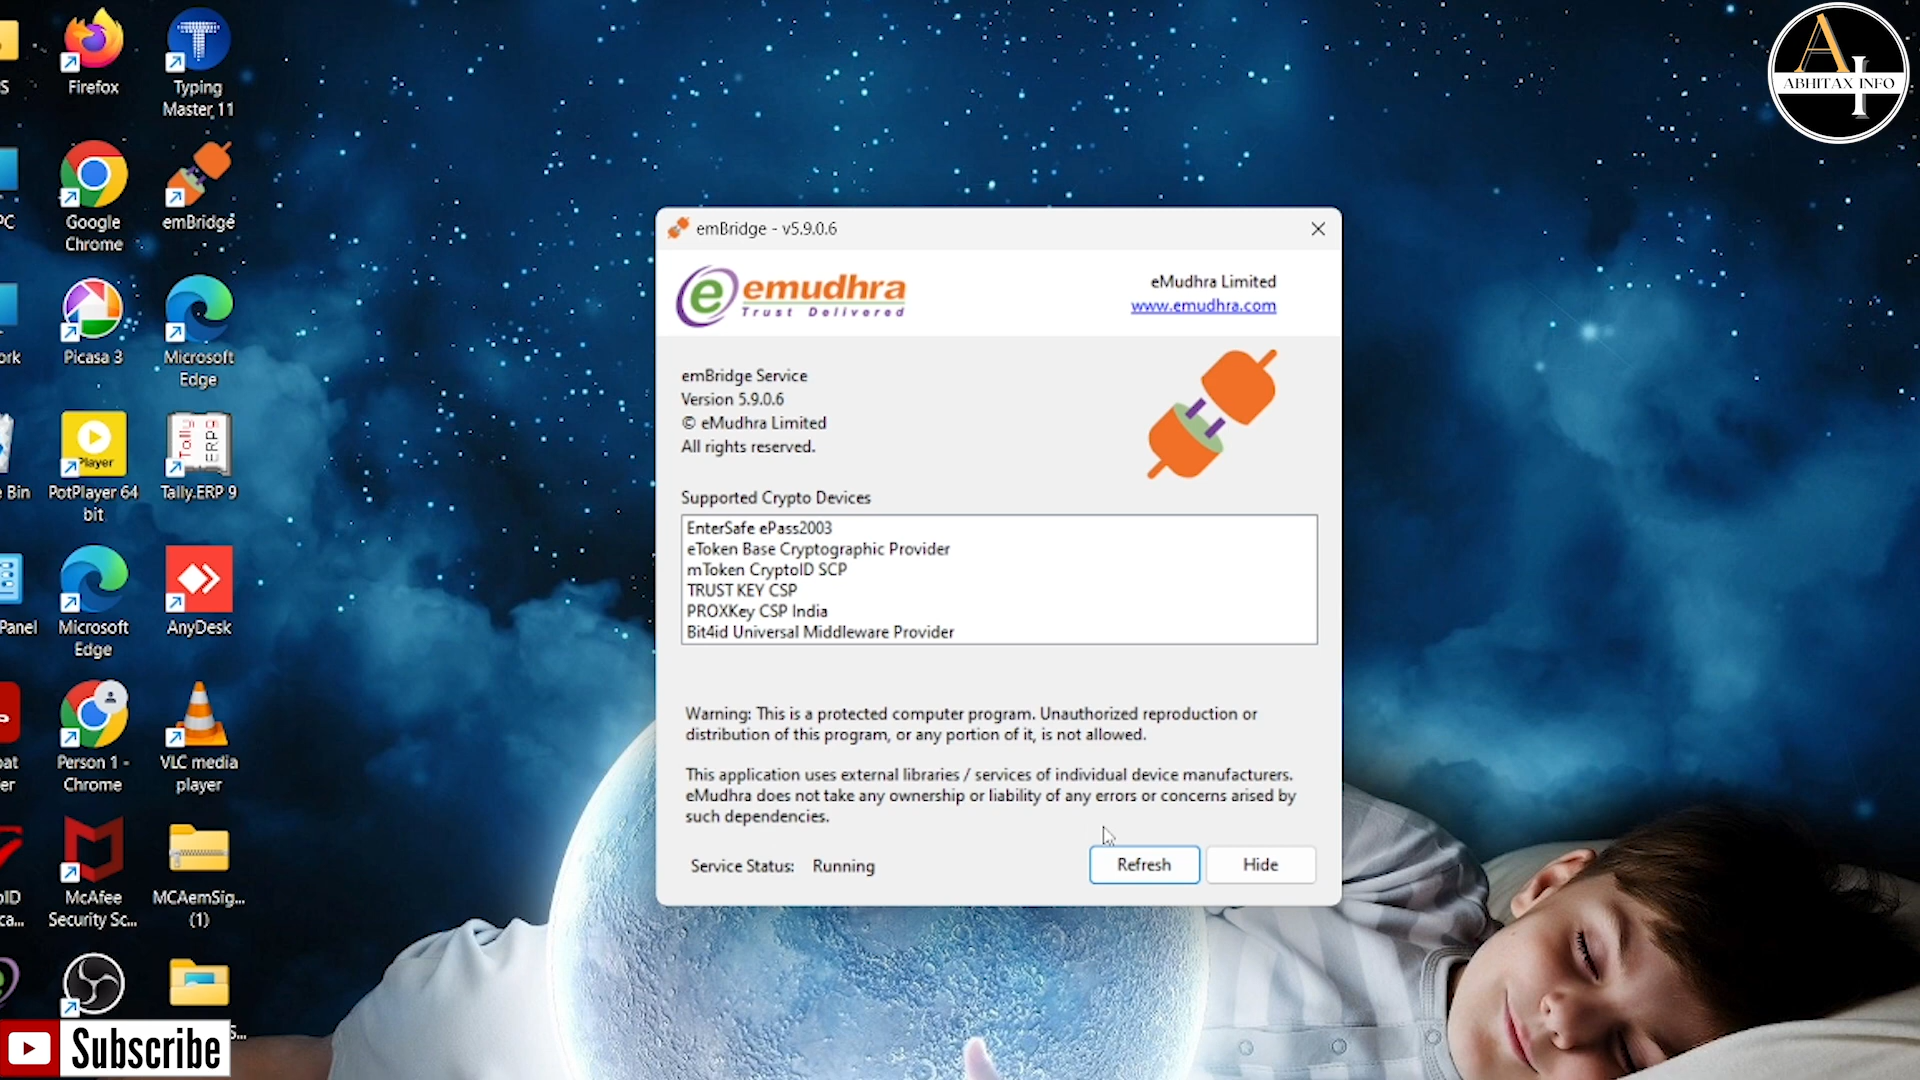 Firefox
Typing
Master 11
Google
Chrome
emBridge
Picasa 3
Microsoft
Edge
Player
PotPlayer 64
bit
Tally
ERP9
Tally.ERP 9
Bin
Panel
Microsoft
Edge
AnyDesk
Person 1 -
Chrome
VLC media
player
McAfee
Security Sc...
MCAemSig...
(1)
Subscribe
A
I
ABHITAX INFO
emBridge - v5.9.0.6
emudhra
Trust Delivered
eMudhra Limited
www.emudhra.com
emBridge Service
Version 5.9.0.6
© eMudhra Limited
All rights reserved.
Supported Crypto Devices
EnterSafe ePass2003
eToken Base Cryptographic Provider
mToken CryptoID SCP
TRUST KEY CSP
PROXKey CSP India
Bit4id Universal Middleware Provider
Warning: This is a protected computer program. Unauthorized reproduction or
distribution of this program, or any portion of it, is not allowed.
This application uses external libraries / services of individual device manufacturers.
eMudhra does not take any ownership or liability of any errors or concerns arised by
such dependencies.
Service Status: Running
Refresh
Hide